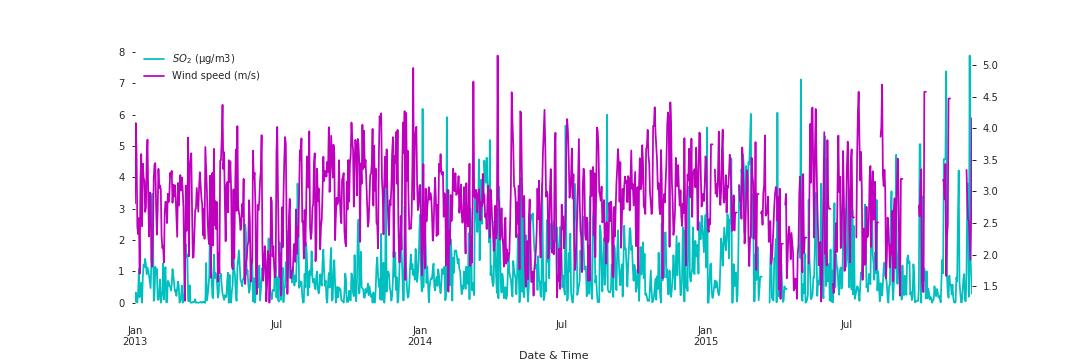 8
7
6
5
4
3
2
1
0
SO₂ (µg/m3)
Wind speed (m/s)
5.0
4.5
4.0
3.5
3.0
2.5
2.0
1.5
Jan
2013
Jul
Jan
2014
Jul
Jan
2015
Jul
Date & Time